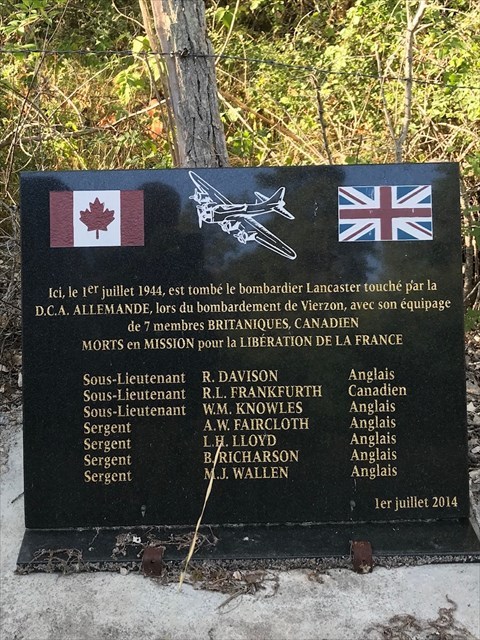 Ici, le 1er juillet 1944, est tombé le bombardier Lancaster touché par la
D.C.A. ALLEMANDE, lors du bombardement de Vierzon, avec son équipage
de 7 membres BRITANIQUES, CANADIEN
MORTS en MISSION pour la LIBÉRATION DE LA FRANCE
Sous-Lieutenant R. DAVISON Anglais
Sous-Lieutenant R.L. FRANKFURTH Canadien
Sous-Lieutenant W.M. KNOWLES Anglais
Sergent A.W. FAIRCLOTH Anglais
Sergent L.H. LLOYD Anglais
Sergent B.RICHARSON Anglais
Sergent M.J. WALLEN Anglais
1er juillet 2014